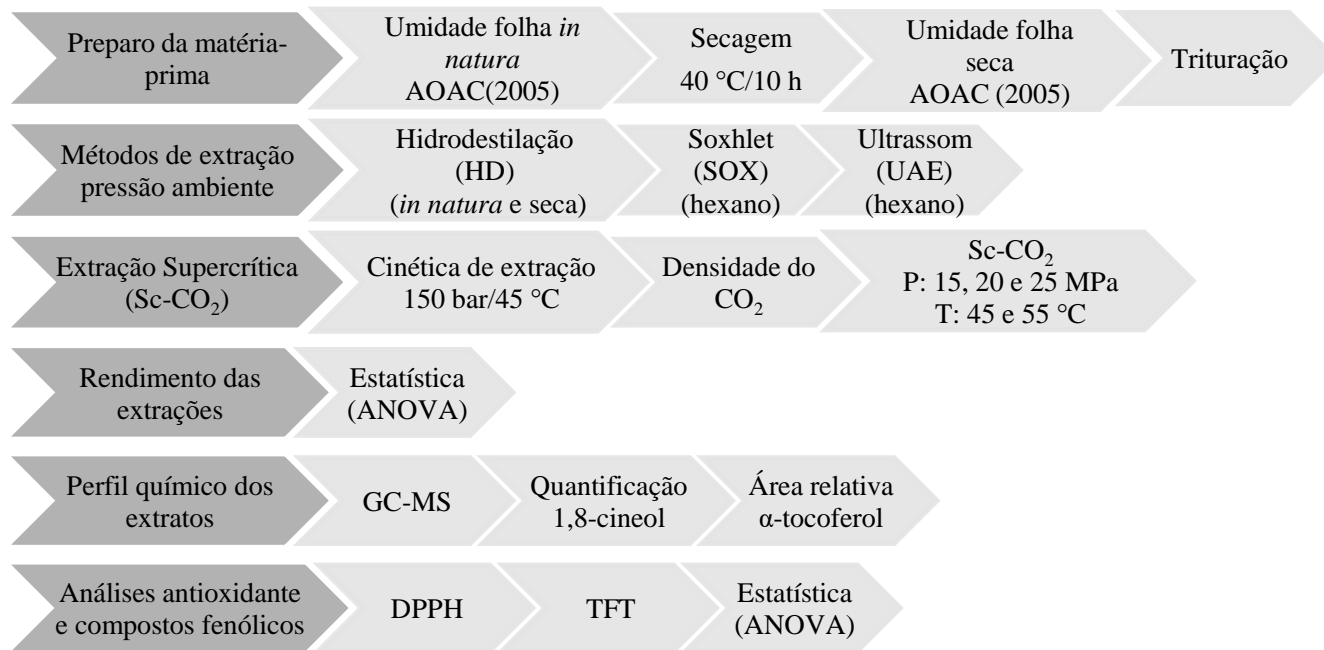 Preparo da matéria-
prima
Umidade folha in
natura
AOAC(2005)
Secagem
40 °C/10 h
Umidade folha
seca
AOAC (2005)
Trituração
Métodos de extração
pressão ambiente
Hidrodestilação
(HD)
(in natura e seca)
Soxhlet
(SOX)
(hexano)
Ultrassom
(UAE)
(hexano)
Extração Supercrítica
(Sc-CO₂)
Cinética de extração
150 bar/45 °C
Densidade do
CO₂
Sc-CO₂
P: 15, 20 e 25 MPa
T: 45 e 55 °C
Rendimento das
extrações
Estatística
(ANOVA)
Perfil químico dos
extratos
GC-MS
Quantificação
1,8-cineol
Área relativa
α-tocoferol
Análises antioxidante
e compostos fenólicos
DPPH
TFT
Estatística
(ANOVA)